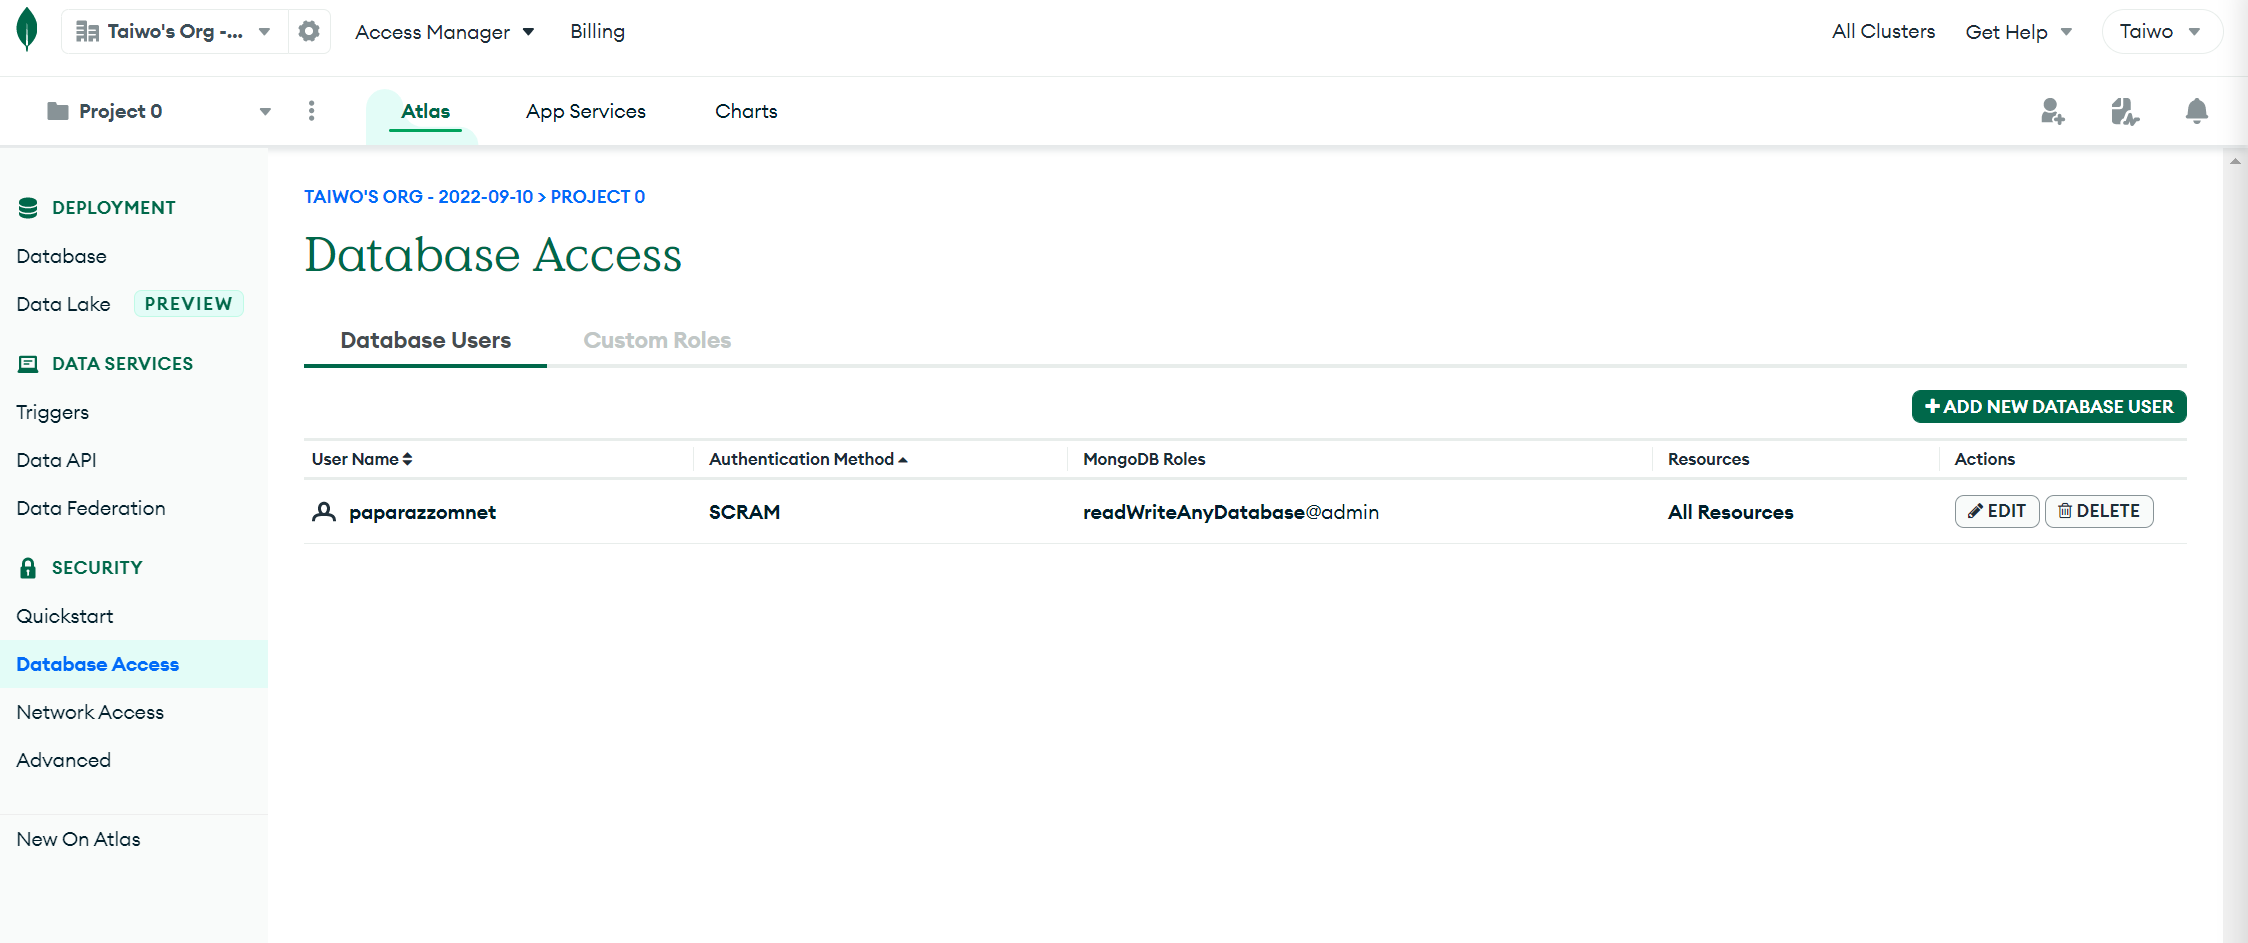 Taiwo's Org -...
Access Manager
Billing
All Clusters
Get Help
Taiwo
Project 0
Atlas
App Services
Charts
DEPLOYMENT
Database
Data Lake PREVIEW
DATA SERVICES
Triggers
Data API
Data Federation
SECURITY
Quickstart
Database Access
Network Access
Advanced
New On Atlas
TAIWO'S ORG - 2022-09-10 > PROJECT 0
Database Access
Database Users
Custom Roles
+ ADD NEW DATABASE USER
User Name
Authentication Method
MongoDB Roles
Resources
Actions
paparazzomnet
SCRAM
readWriteAnyDatabase@admin
All Resources
EDIT
DELETE